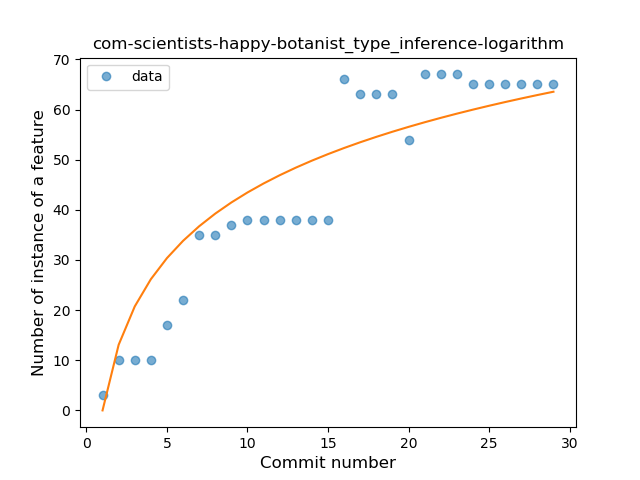 com-scientists-happy-botanist_type_inference-logarithm
data
Number of instance of a feature
70
60
50
40
30
20
10
0
0 5 10 15 20 25 30
Commit number